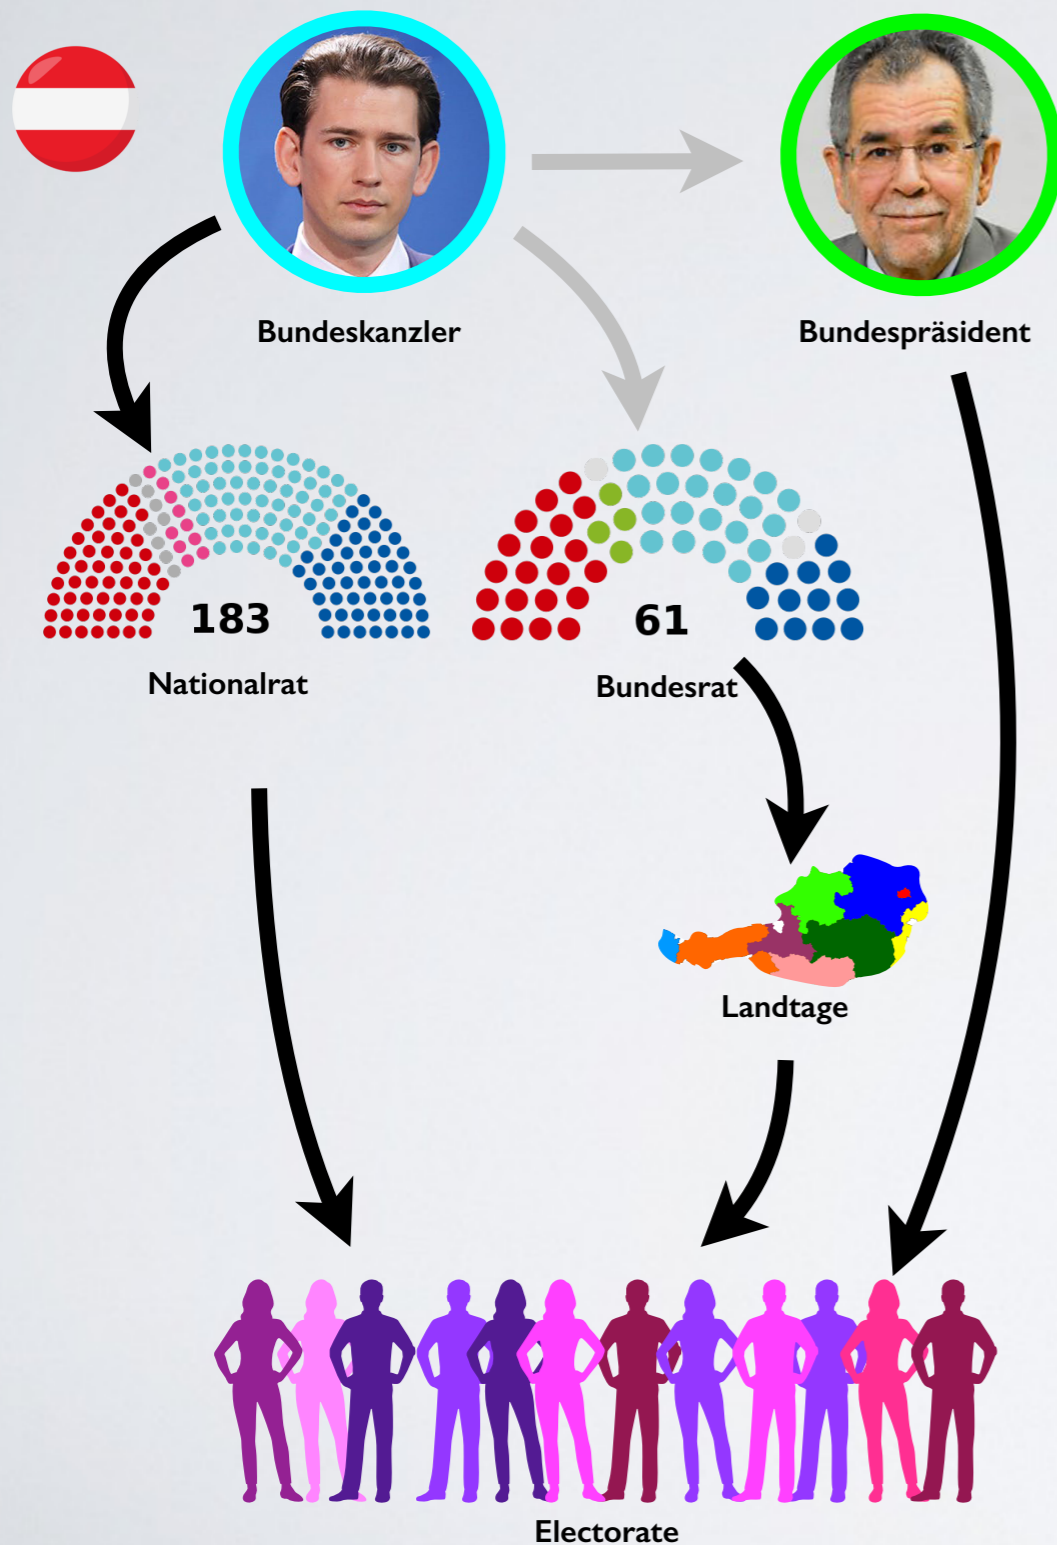 Bundeskanzler
Bundespräsident
183
61
Nationalrat
Bundesrat
Landtage
Electorate